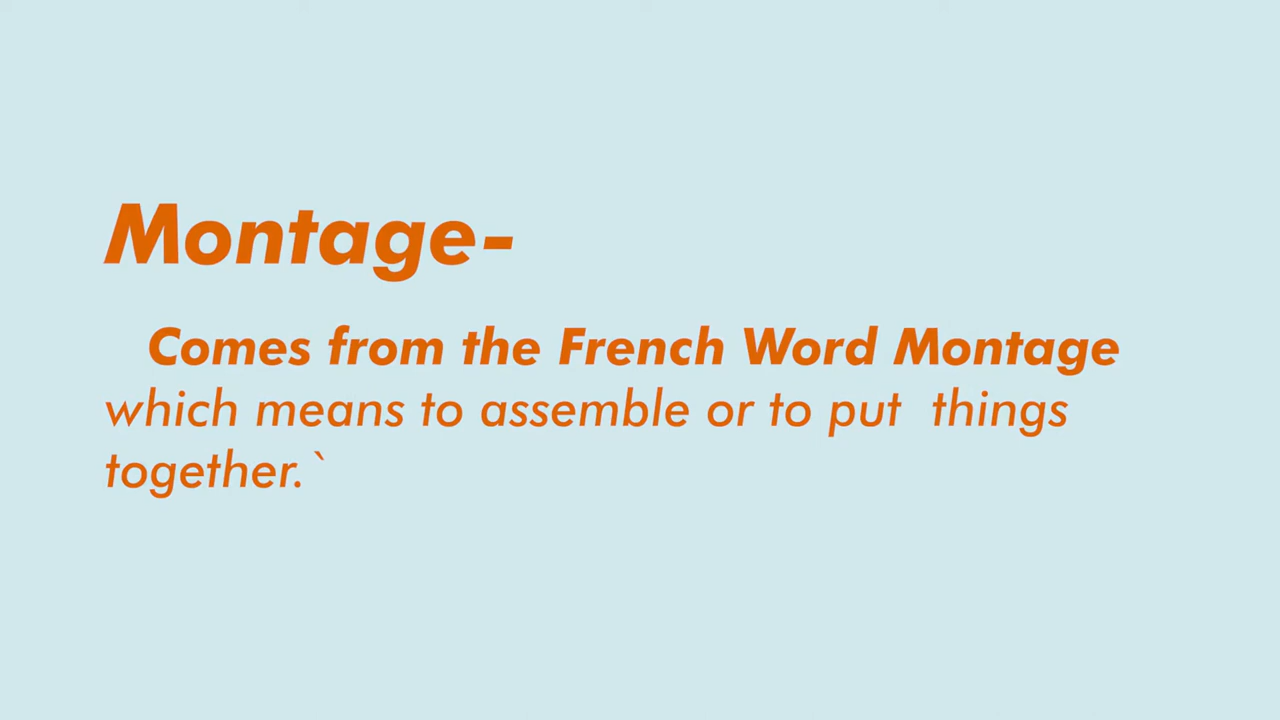 Montage-
Comes from the French Word Montage
which means to assemble or to put  things
together.`